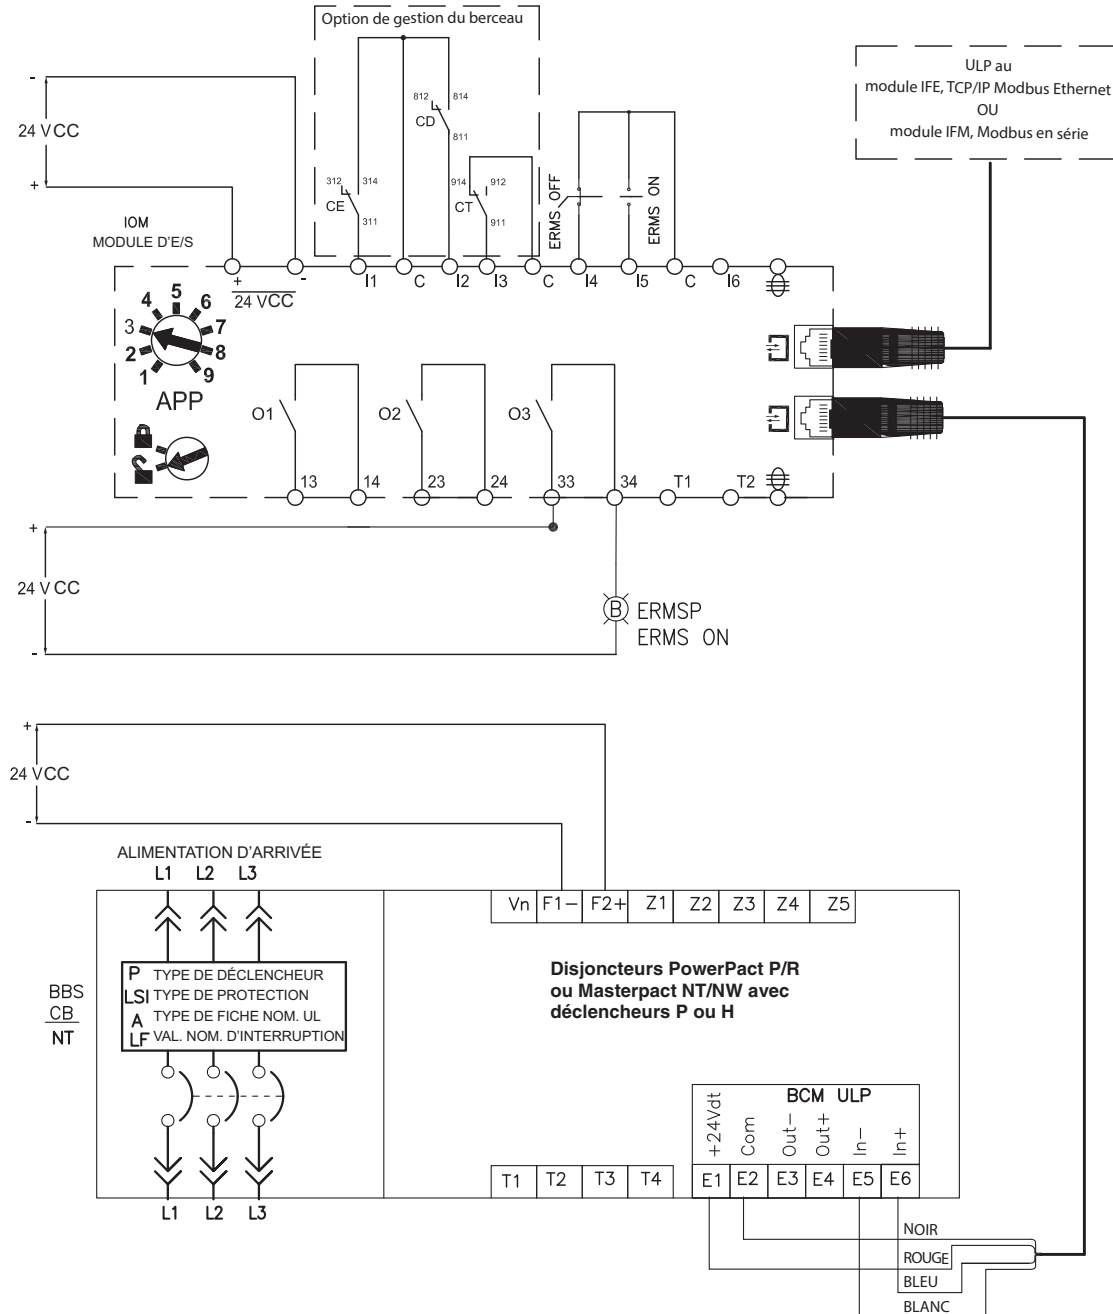 Option de gestion du berceau
ULP au
module IFE, TCP/IP Modbus Ethernet
OU
module IFM, Modbus en série
-
24 VCC
+
812 814
CD
811
312 314
CE
311
914 912
CT
911
ERMS OFF
ERMS ON
IOM
MODULE D'E/S
+ -
24 VCC
I1 C I2 I3 C I4 I5 C I6
1 2 3 4 5 6 7 8 9
APP
O1 O2 O3
13 14 23 24 33 34 T1 T2
+
24 VCC
-
B ERMSP
ERMS ON
+
24 VCC
-
ALIMENTATION D'ARRIVÉE
L1 L2 L3
Vn F1- F2+ Z1 Z2 Z3 Z4 Z5
P TYPE DE DÉCLENCHEUR
LSI TYPE DE PROTECTION
A TYPE DE FICHE NOM. UL
LF VAL. NOM. D'INTERRUPTION
BBS
CB
NT
Disjoncteurs PowerPact P/R
ou Masterpact NT/NW avec
déclencheurs P ou H
BCM ULP
+24Vdt Com Out- Out+ In- In+
T1 T2 T3 T4 E1 E2 E3 E4 E5 E6
L1 L2 L3
NOIR
ROUGE
BLEU
BLANC